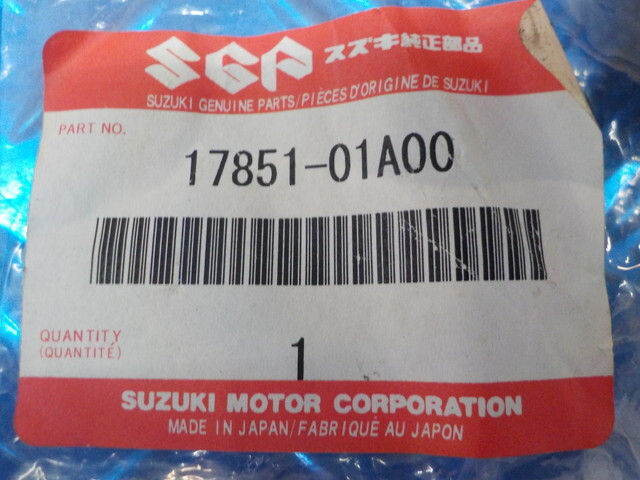 SGP スズキ純正部品
SUZUKI GENUINE PARTS/PIÈCES D'ORIGINE DE SUZUKI
PART NO.
17851-01A00
QUANTITY
(QUANTITÉ)
1
SUZUKI MOTOR CORPORATION
MADE IN JAPAN/FABRIQUÉ AU JAPON